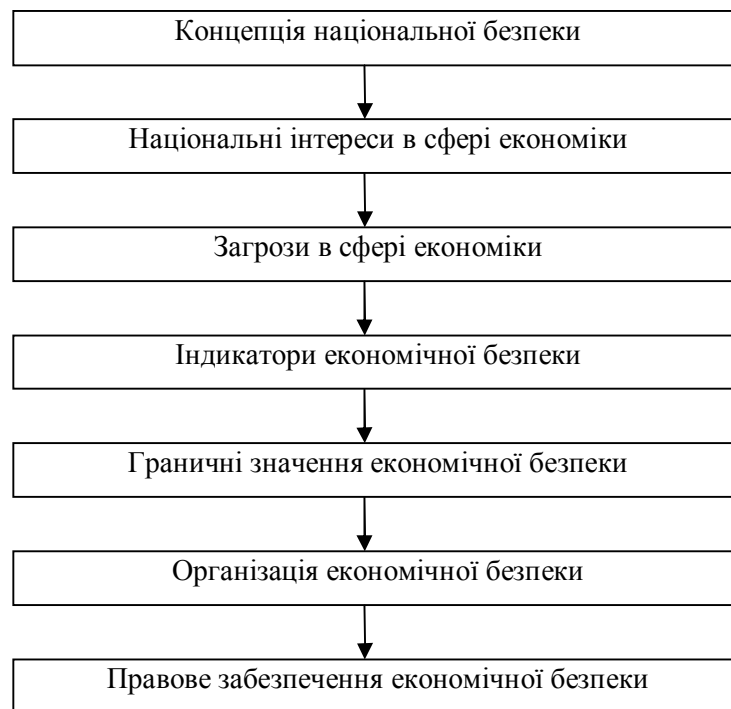 Концепція національної безпеки
Національні інтереси в сфері економіки
Загрози в сфері економіки
Індикатори економічної безпеки
Граничні значення економічної безпеки
Організація економічної безпеки
Правове забезпечення економічної безпеки